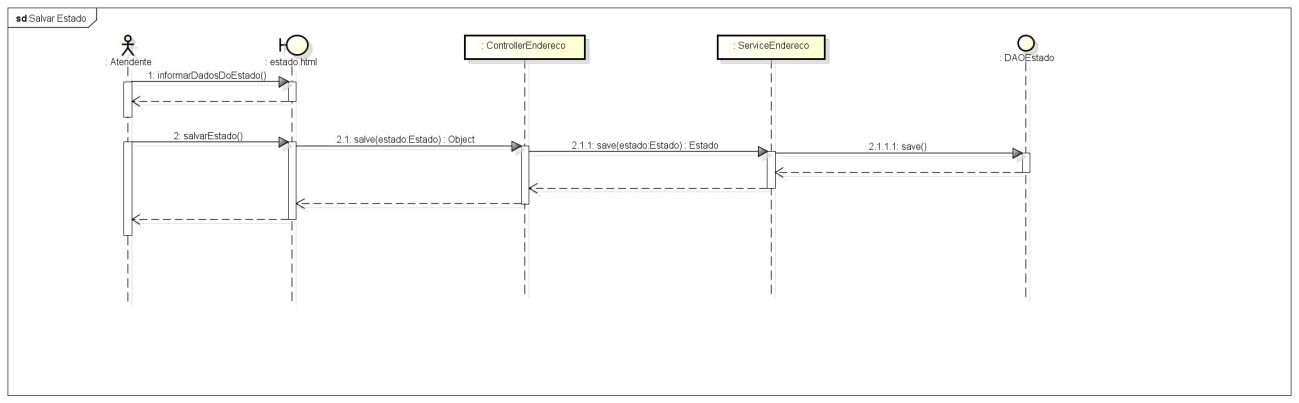 sd Salvar Estado
: Atendente
: estado.html
: ControllerEndereco
: ServiceEndereco
: DAOEstado
1: informarDadosDoEstado()
2: salvarEstado()
2.1: salve(estado:Estado) : Object
2.1.1: save(estado:Estado) : Estado
2.1.1.1: save()